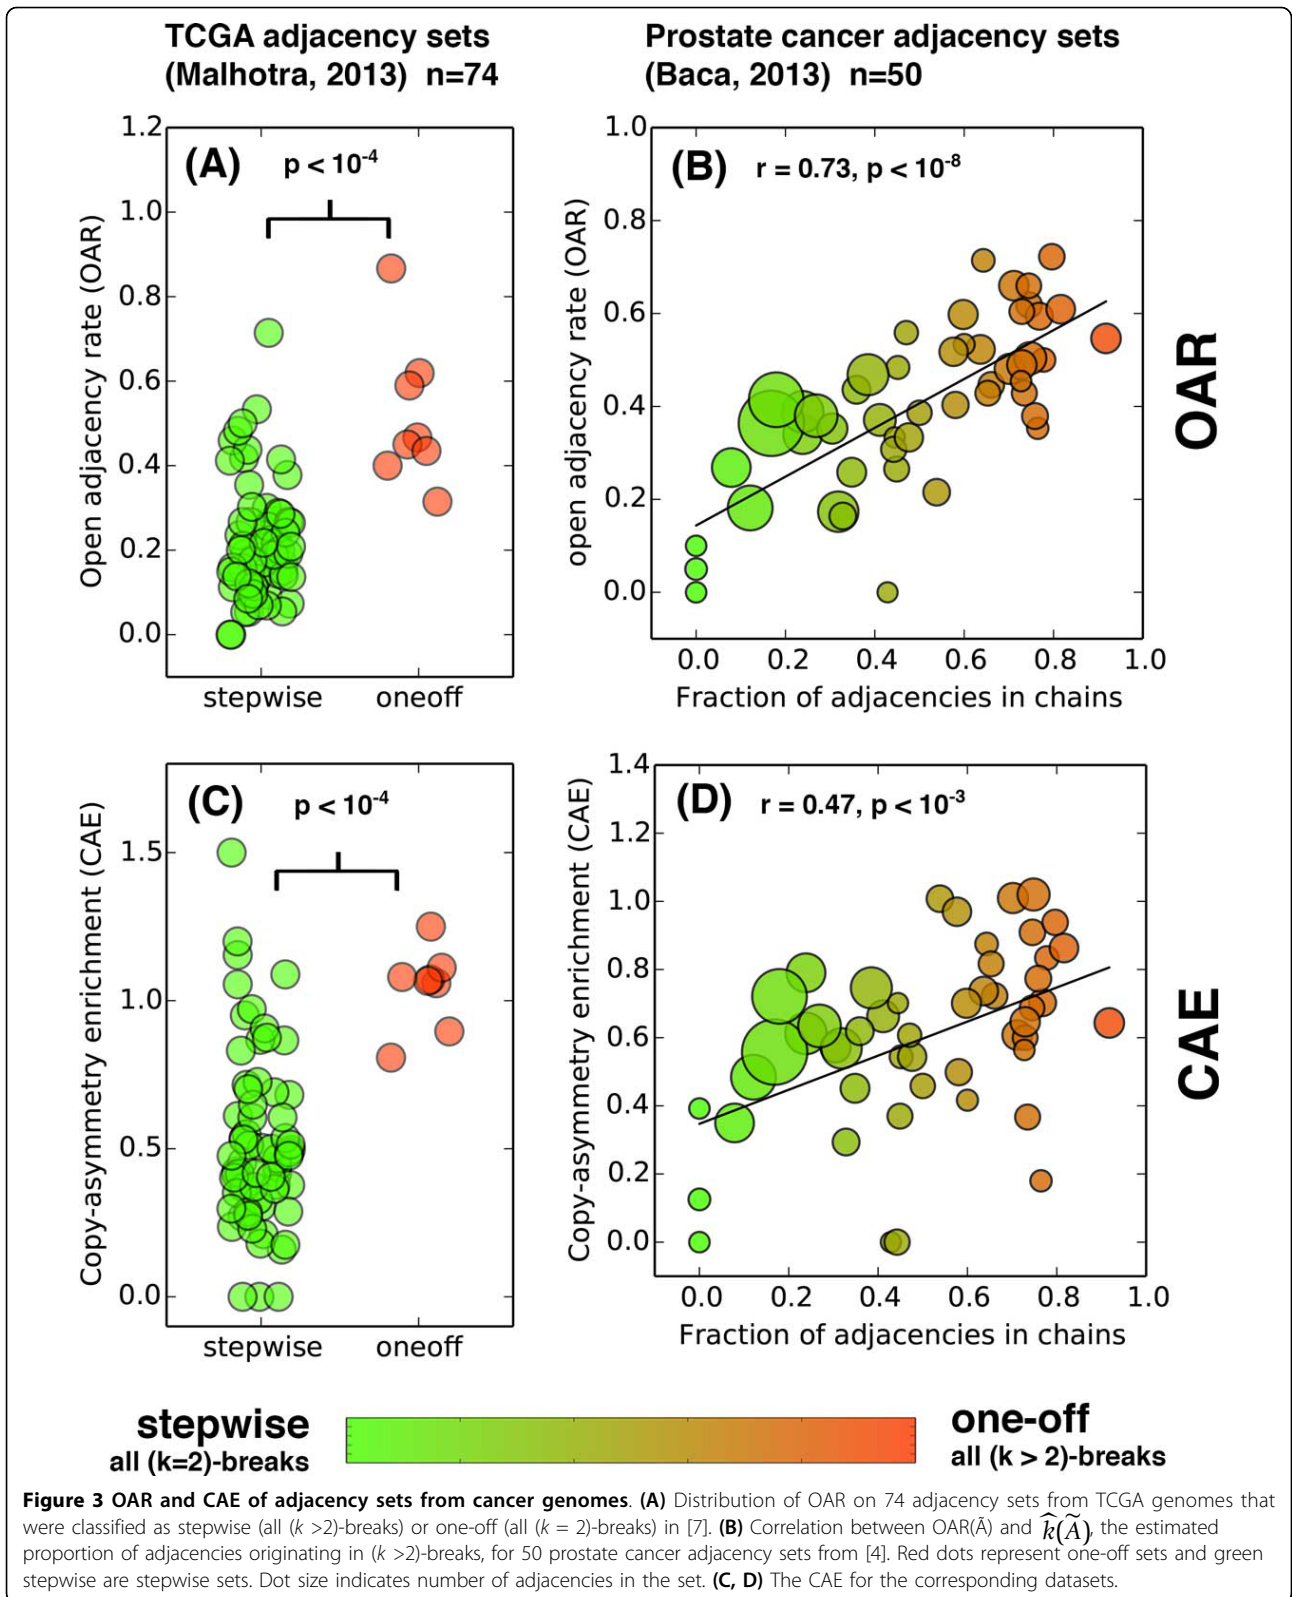 TCGA adjacency sets
(Malhotra, 2013) n=74
Prostate cancer adjacency sets
(Baca, 2013) n=50
(A) p < 10-4
1.2
1.0
0.8
0.6
0.4
0.2
0.0
Open adjacency rate (OAR)
stepwise oneoff
(B) r = 0.73, p < 10-8
1.0
0.8
0.6
0.4
0.2
0.0
open adjacency rate (OAR)
0.0 0.2 0.4 0.6 0.8 1.0
Fraction of adjacencies in chains
OAR
(C) p < 10-4
1.5
1.0
0.5
0.0
Copy-asymmetry enrichment (CAE)
stepwise oneoff
(D) r = 0.47, p < 10-3
1.4
1.2
1.0
0.8
0.6
0.4
0.2
0.0
Copy-asymmetry enrichment (CAE)
0.0 0.2 0.4 0.6 0.8 1.0
Fraction of adjacencies in chains
CAE
stepwise
all (k=2)-breaks
one-off
all (k > 2)-breaks
Figure 3 OAR and CAE of adjacency sets from cancer genomes. (A) Distribution of OAR on 74 adjacency sets from TCGA genomes that
were classified as stepwise (all (k >2)-breaks) or one-off (all (k = 2)-breaks) in [7]. (B) Correlation between OAR(Ã) and k̂(Ã), the estimated
proportion of adjacencies originating in (k >2)-breaks, for 50 prostate cancer adjacency sets from [4]. Red dots represent one-off sets and green
stepwise are stepwise sets. Dot size indicates number of adjacencies in the set. (C, D) The CAE for the corresponding datasets.